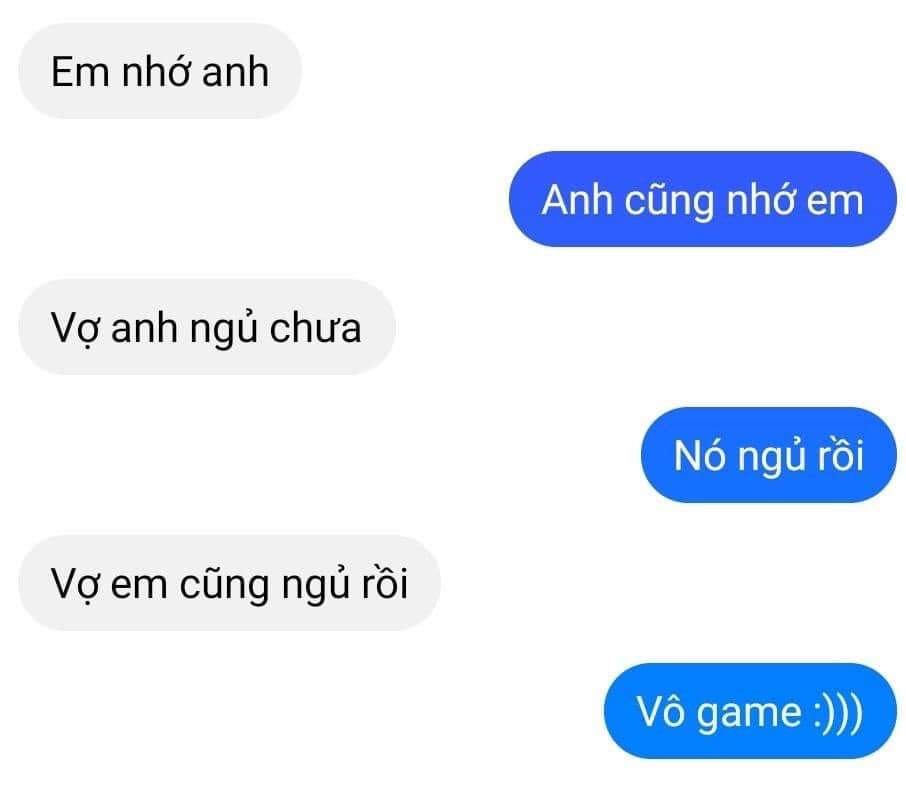 Em nhớ anh
Anh cũng nhớ em
Vợ anh ngủ chưa
Nó ngủ rồi
Vợ em cũng ngủ rồi
Vô game :)))